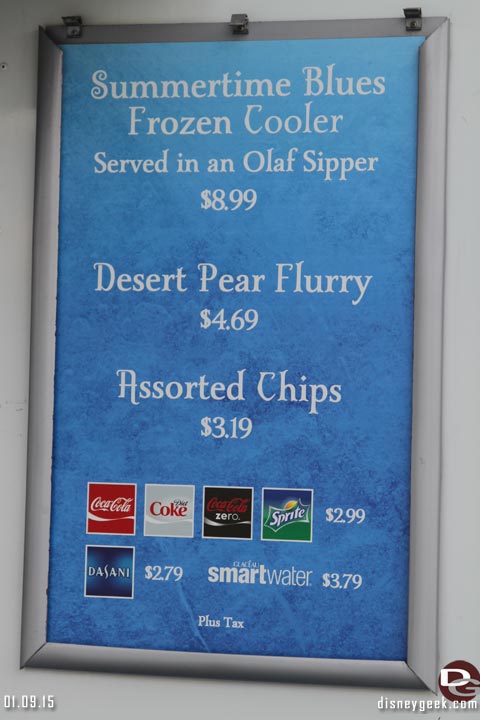 Summertime Blues
Frozen Cooler
Served in an Olaf Sipper
$8.99
Desert Pear Flurry
$4.69
Assorted Chips
$3.19
Coca-Cola Diet Coke Coca-Cola zero. Sprite $2.99
DASANI $2.79 GLACÉAU smartwater $3.79
Plus Tax
01.09.15
DG
disneygeek.com